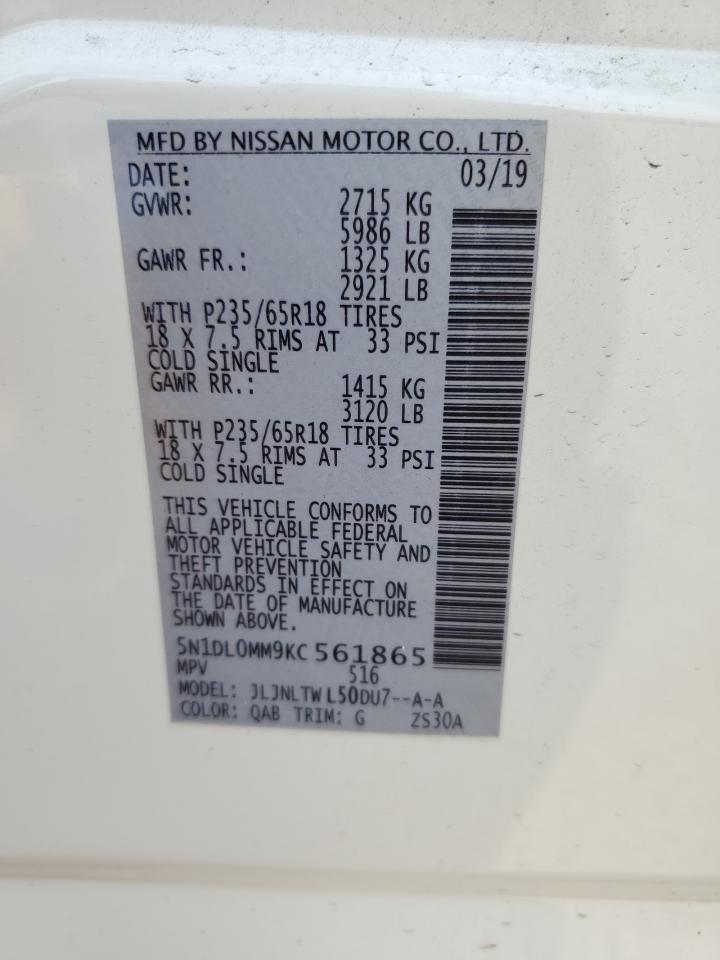 MFD BY NISSAN MOTOR CO., LTD.
DATE: 03/19
GVWR: 2715 KG
5986 LB
GAWR FR.: 1325 KG
2921 LB
WITH P235/65R18 TIRES
18 X 7.5 RIMS AT 33 PSI
COLD SINGLE
GAWR RR.: 1415 KG
3120 LB
WITH P235/65R18 TIRES
18 X 7.5 RIMS AT 33 PSI
COLD SINGLE
THIS VEHICLE CONFORMS TO
ALL APPLICABLE FEDERAL
MOTOR VEHICLE SAFETY AND
THEFT PREVENTION
STANDARDS IN EFFECT ON
THE DATE OF MANUFACTURE
SHOWN ABOVE.
5N1DL0MM9KC 561865
MPV 516
MODEL: JLJNLTW L50DU7--A-A
COLOR: QAB TRIM: G ZS30A